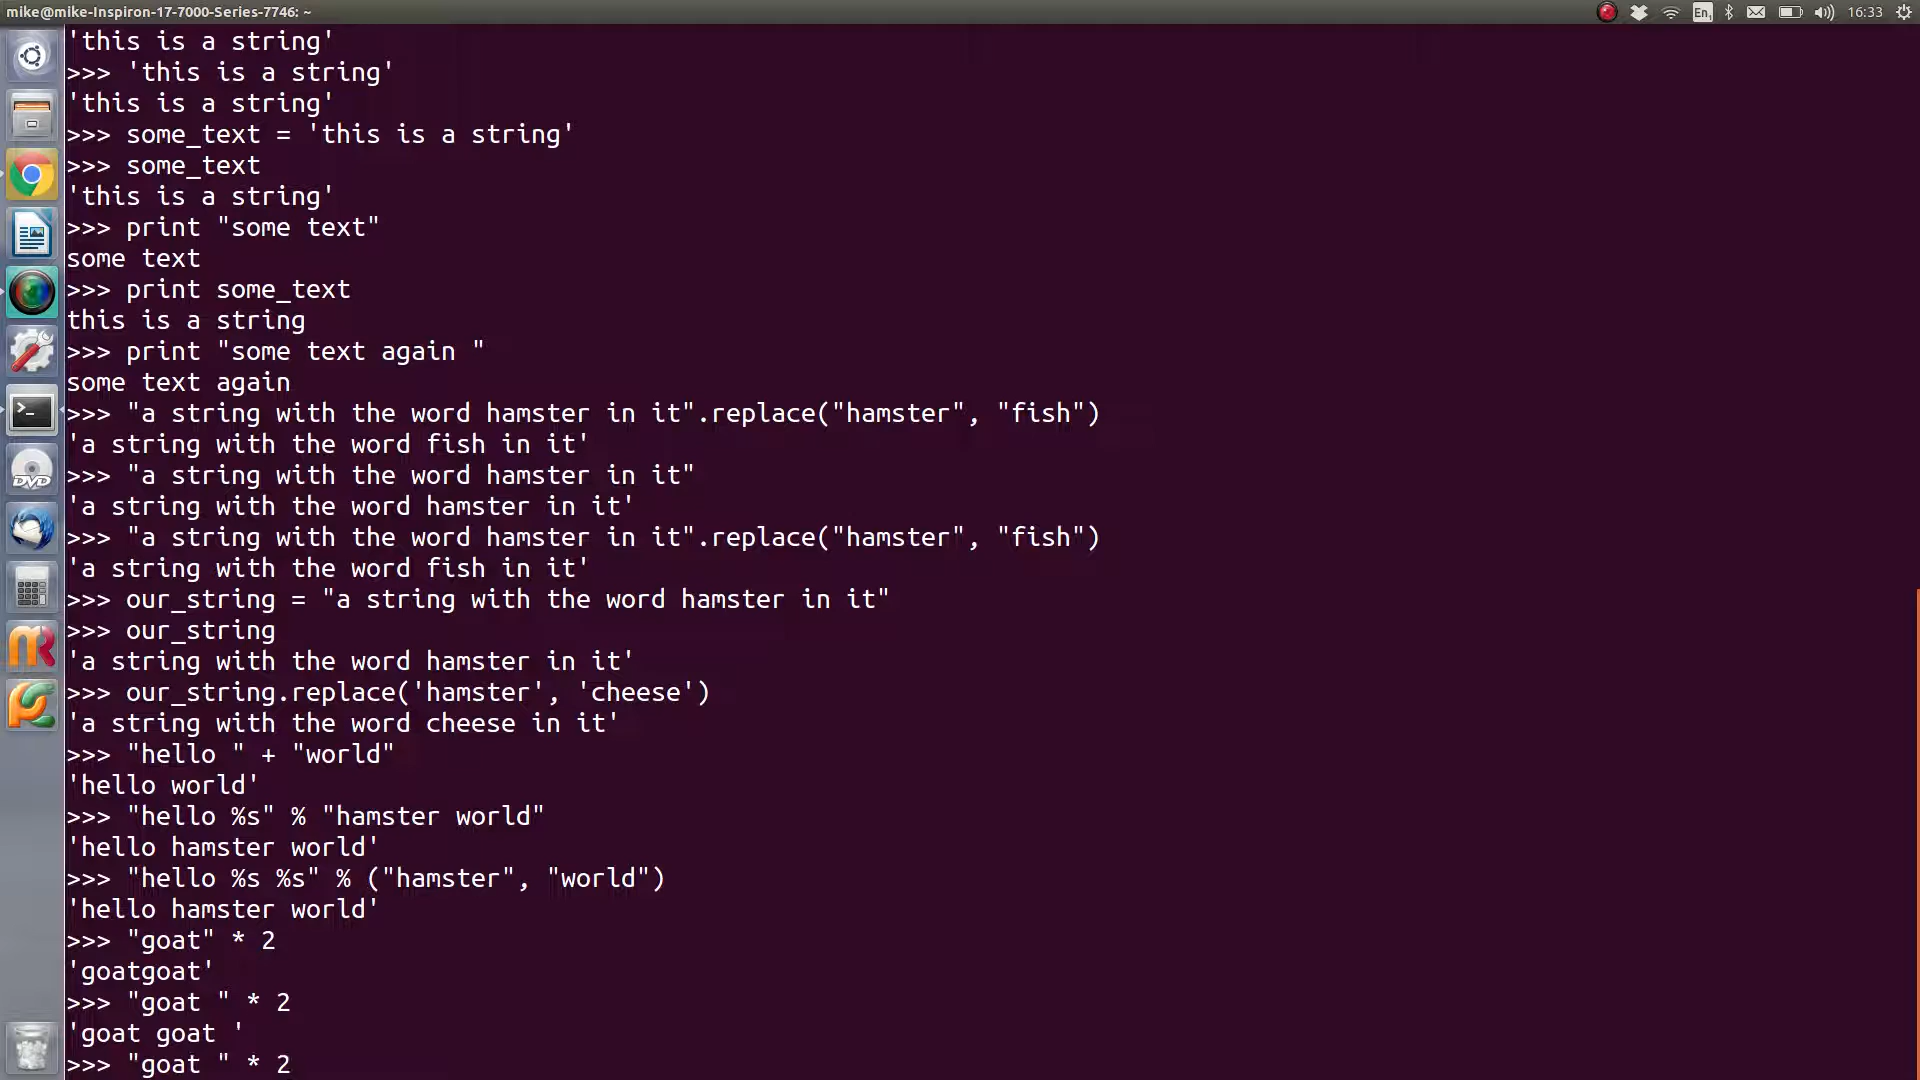 mike@mike-Inspiron-17-7000-Series-7746: ~
En1
16:33
'this is a string'
>>> 'this is a string'
'this is a string'
>>> some_text = 'this is a string'
>>> some_text
'this is a string'
>>> print "some text"
some text
>>> print some_text
this is a string
>>> print "some text again "
some text again
>>> "a string with the word hamster in it".replace("hamster", "fish")
'a string with the word fish in it'
>>> "a string with the word hamster in it"
'a string with the word hamster in it'
>>> "a string with the word hamster in it".replace("hamster", "fish")
'a string with the word fish in it'
>>> our_string = "a string with the word hamster in it"
>>> our_string
'a string with the word hamster in it'
>>> our_string.replace('hamster', 'cheese')
'a string with the word cheese in it'
>>> "hello " + "world"
'hello world'
>>> "hello %s" % "hamster world"
'hello hamster world'
>>> "hello %s %s" % ("hamster", "world")
'hello hamster world'
>>> "goat" * 2
'goatgoat'
>>> "goat " * 2
'goat goat '
>>> "goat " * 2
DVD